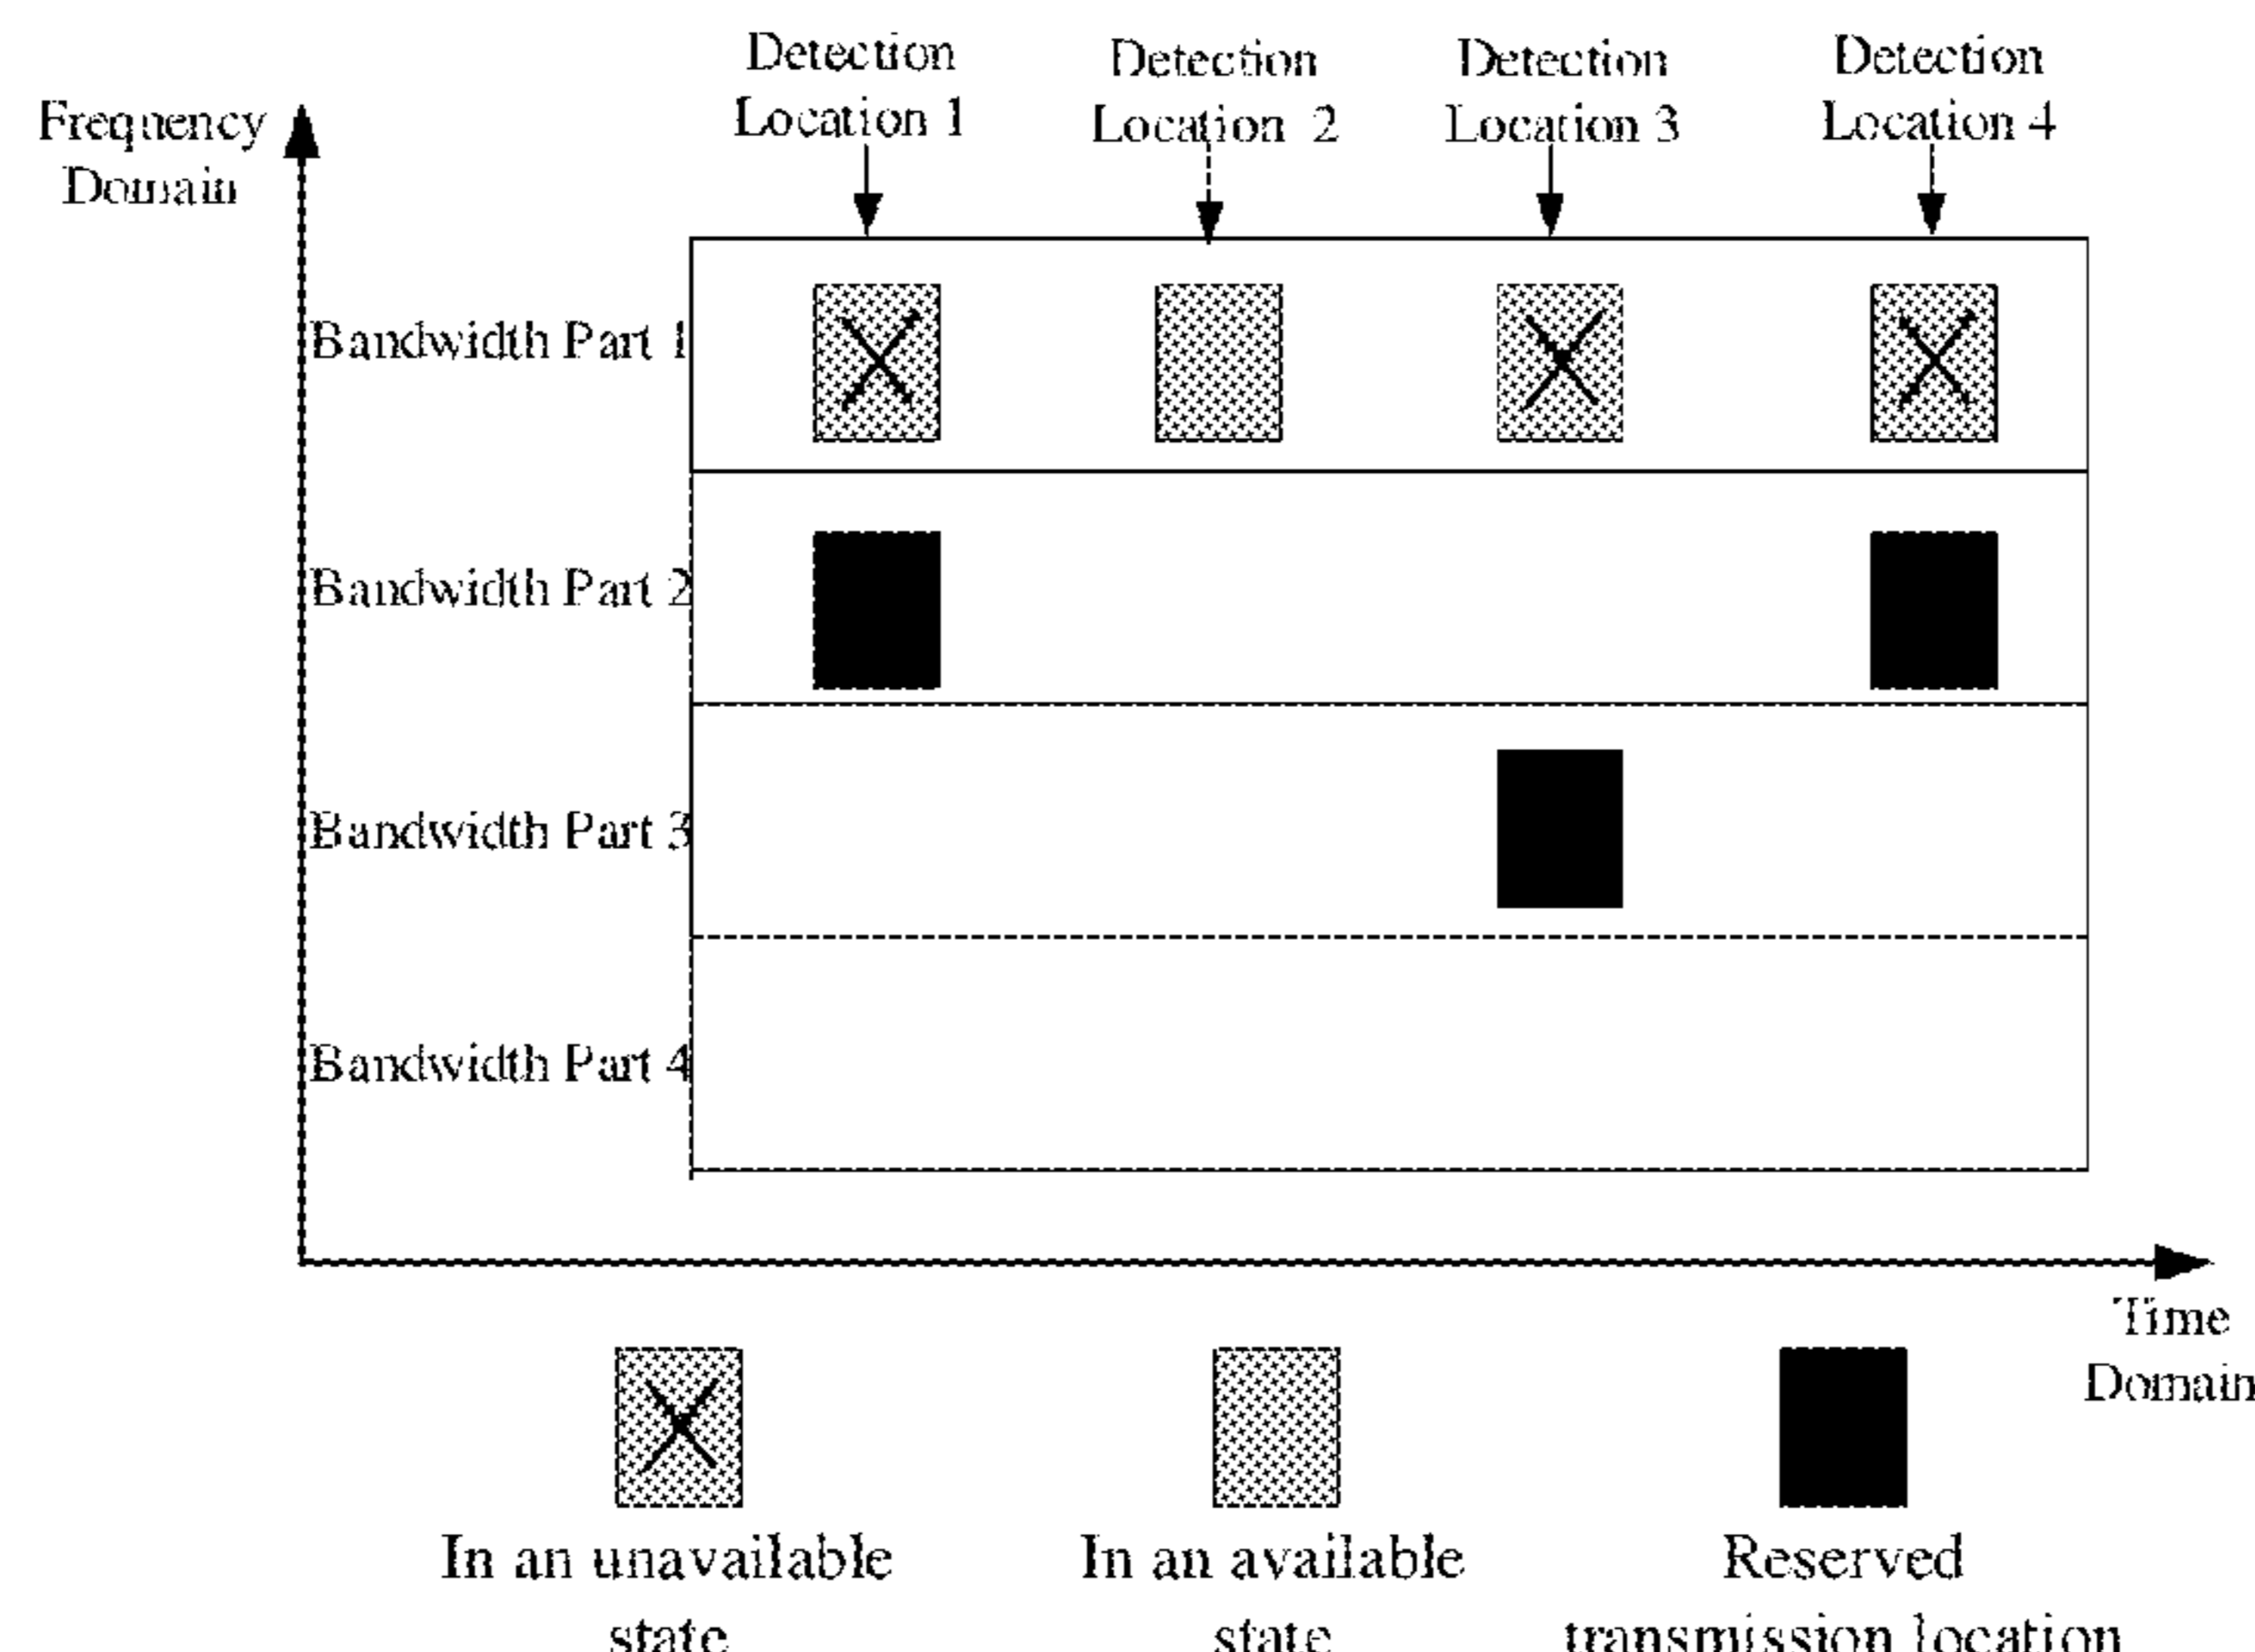 Detection
Location 1
Detection
Location 2
Detection
Location 3
Detection
Location 4
Frequency
Domain
Bandwidth Part 1
Bandwidth Part 2
Bandwidth Part 3
Bandwidth Part 4
Time
Domain
In an unavailable
state
In an available
state
Reserved
transmission location